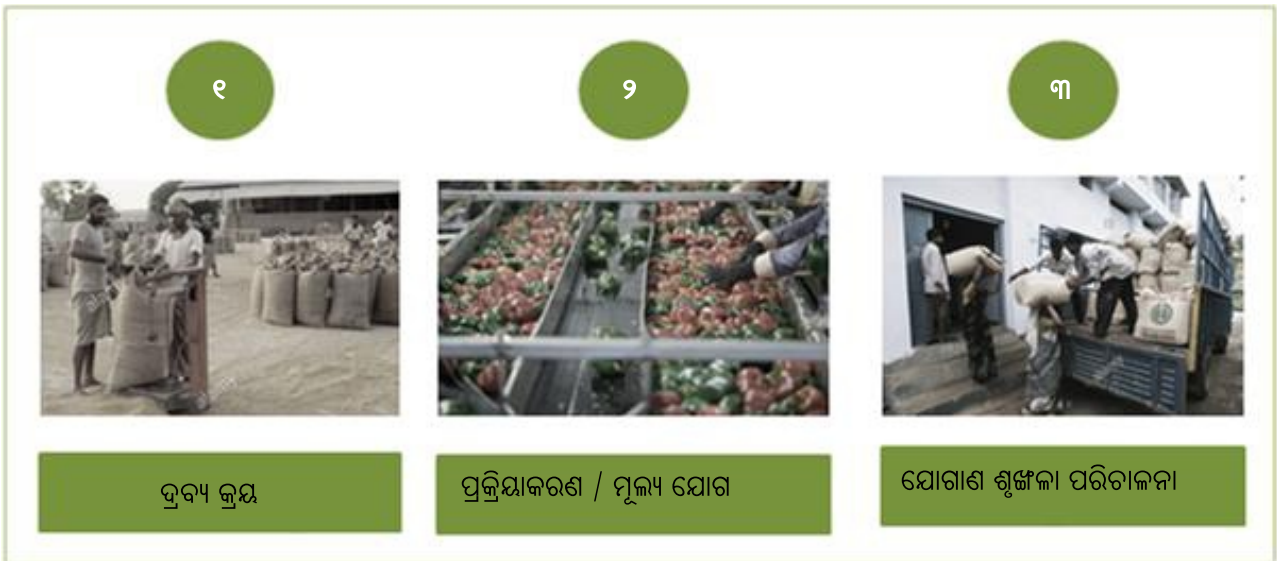 ୧
୨
୩
ଦ୍ରବ୍ୟ କ୍ରୟ
ପ୍ରକ୍ରିୟାକରଣ / ମୂଲ୍ୟ ଯୋଗ
ଯୋଗାଣ ଶୃଙ୍ଖଳା ପରିଚାଳନା